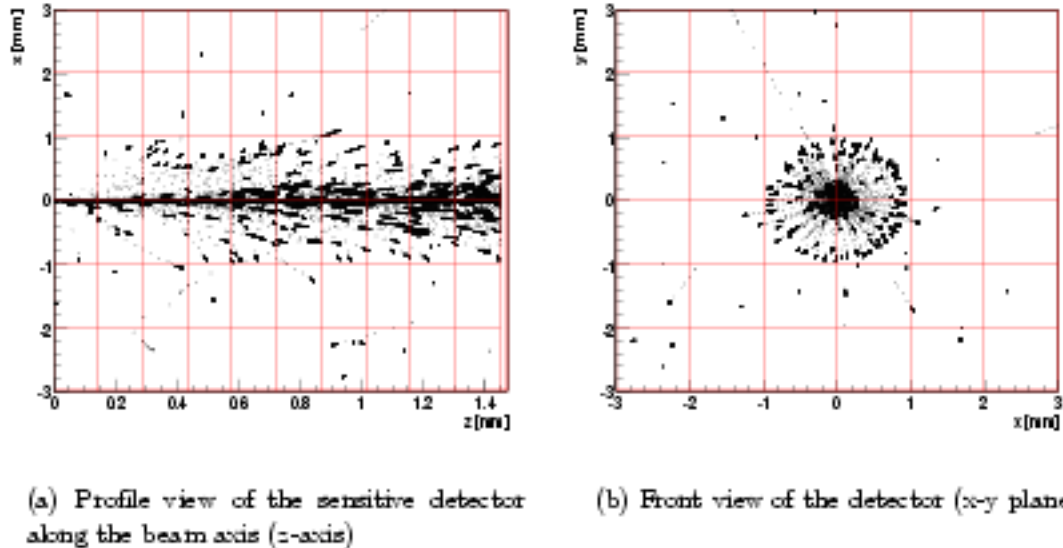 x[mm]
3
2
1
0
-1
-2
-3
0 0.2 0.4 0.6 0.8 1 1.2 1.4
z[mm]
y[mm]
3
2
1
0
-1
-2
-3
-3 -2 -1 0 1 2 3
x[mm]
(a) Profile view of the sensitive detector
along the beam axis (z-axis)
(b) Front view of the detector (x-y plane